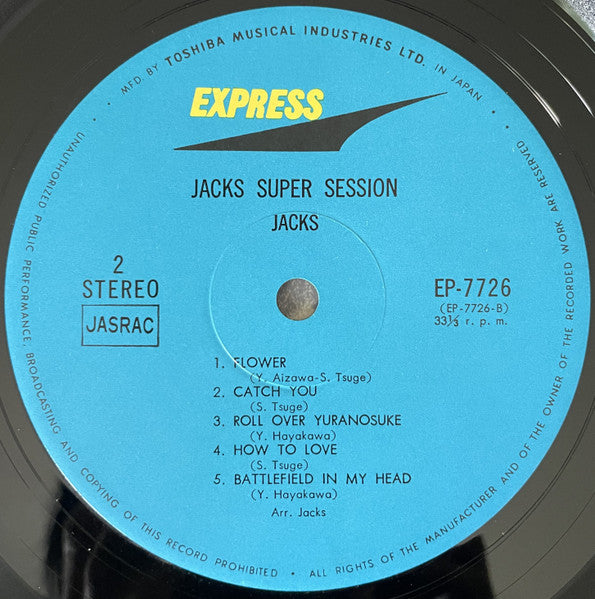 MFD. BY TOSHIBA MUSICAL INDUSTRIES LTD. IN JAPAN
EXPRESS
JACKS SUPER SESSION
JACKS
2
STEREO
JASRAC
EP-7726
(EP-7726-B)
33⅓ r. p. m.
1. FLOWER
(Y. Aizawa-S. Tsuge)
2. CATCH YOU
(S. Tsuge)
3. ROLL OVER YURANOSUKE
(Y. Hayakawa)
4. HOW TO LOVE
(S. Tsuge)
5. BATTLEFIELD IN MY HEAD
(Y. Hayakawa)
Arr. Jacks
UNAUTHORIZED PUBLIC PERFORMANCE, BROADCASTING AND COPYING OF THIS RECORD PROHIBITED • ALL RIGHTS OF THE MANUFACTURER AND OF THE OWNER OF THE RECORDED WORK ARE RESERVED